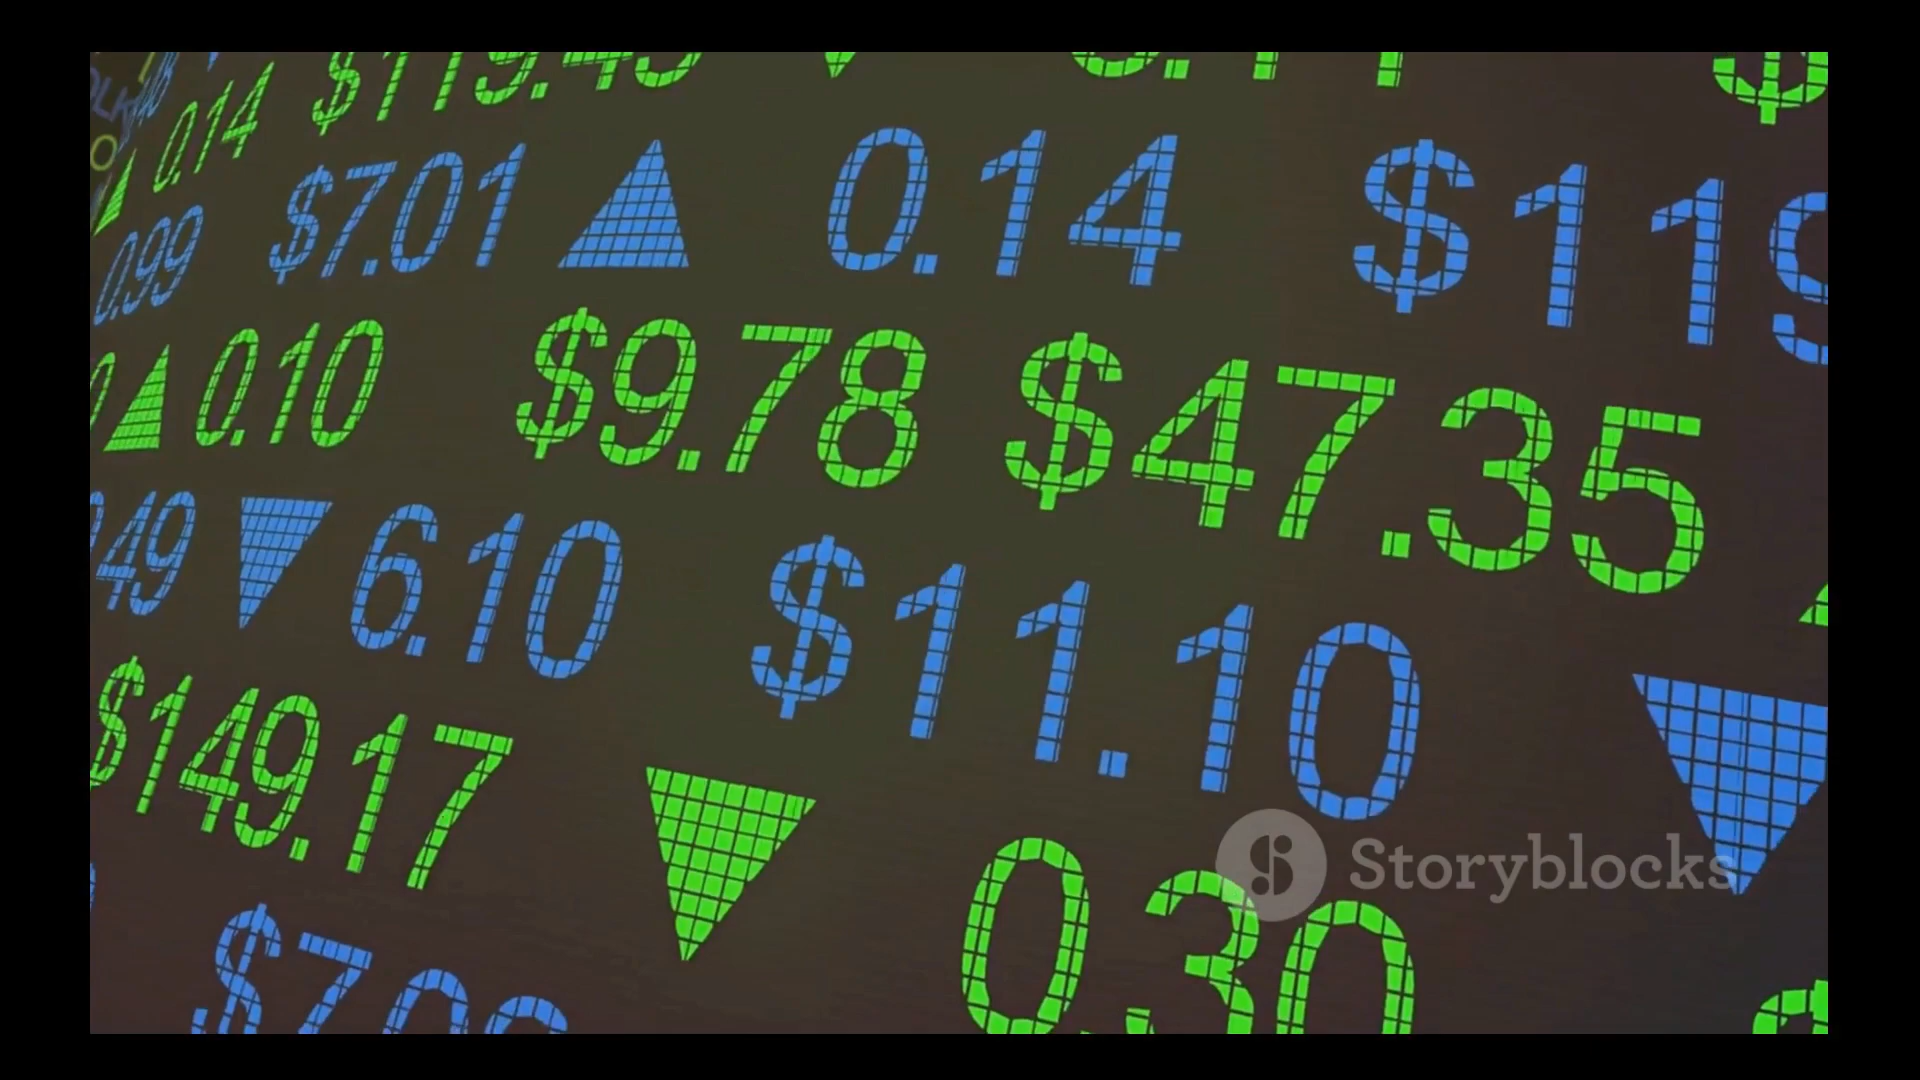 0.14 $119.45 ▼
0.99 $7.01 ▲ 0.14 $119
▲ 0.10 $9.78 $47.35
49 ▼ 6.10 $11.10 ▼
$149.17 ▼ 0.30
Storyblocks